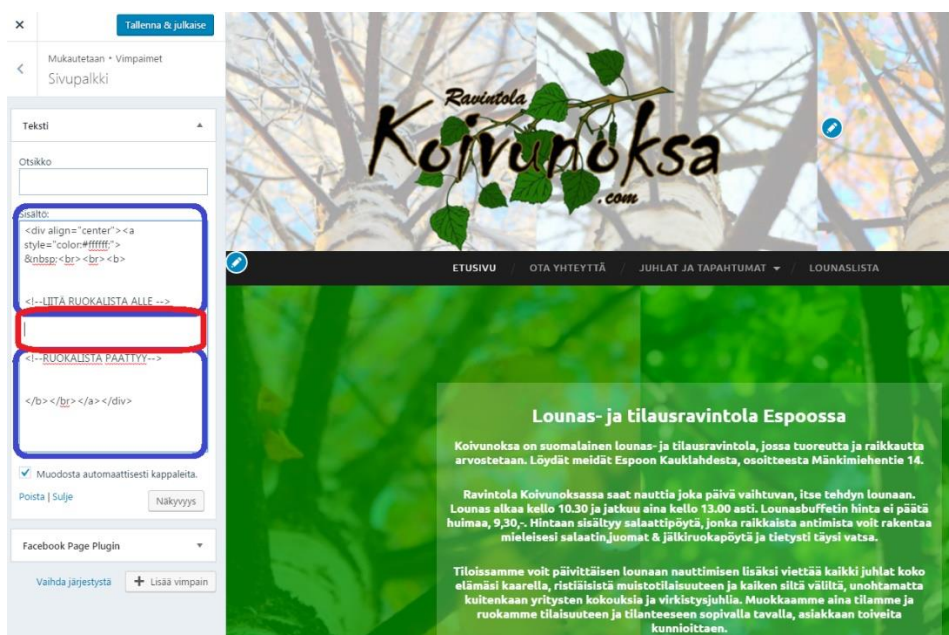 ×
Tallenna & julkaise
Mukautetaan • Vimpaimet
Sivupalkki
Teksti
Otsikko
Sisältö:
<div align="center"><a
style="color:#ffffff;">
&nbsp;<br><br><b>
<!--LIITÄ RUOKALISTA ALLE -->
<!--RUOKALISTA PÄÄTTYY-->
</b></br></a></div>
Muodosta automaattisesti kappaleita.
Poista | Sulje
Näkyvyys
Facebook Page Plugin
Vaihda järjestystä
+ Lisää vimpain
Ravintola
Koivunoksa
.com
ETUSIVU / OTA YHTEYTTÄ / JUHLAT JA TAPAHTUMAT / LOUNASLISTA
Lounas- ja tilausravintola Espoossa
Koivunoksa on suomalainen lounas- ja tilausravintola, jossa tuoreutta ja raikkautta
arvostetaan. Löydät meidät Espoon Kauklahdesta, osoitteesta Mänkimiehentie 14.
Ravintola Koivunoksassa saat nauttia joka päivä vaihtuvan, itse tehdyn lounaan.
Lounas alkaa kello 10.30 ja jatkuu aina kello 13.00 asti. Lounasbuffetin hinta ei päätä
huimaa, 9,30,-. Hintaan sisältyy salaattipöytä, jonka raikkaista antimista voit rakentaa
mieleisesi salaatin,juomat & jälkiruokapöytä ja tietysti täysi vatsa.
Tiloissamme voit päivittäisen lounaan nauttimisen lisäksi viettää kaikki juhlat koko
elämäsi kaarella, ristiäisistä muistotilaisuuteen ja kaiken siltä väliltä, unohtamatta
kuitenkaan yritysten kokouksia ja virkistysjuhlia. Muokkaamme aina tilamme ja
ruokamme tilaisuuteen ja tilanteeseen sopivalla tavalla, asiakkaan toiveita
kunnioittaen.